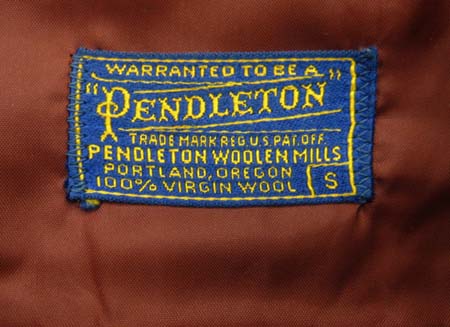 WARRANTED TO BE A
"PENDLETON"
TRADE MARK REG. U.S. PAT. OFF
PENDLETON WOOLEN MILLS
PORTLAND, OREGON
100% VIRGIN WOOL
S